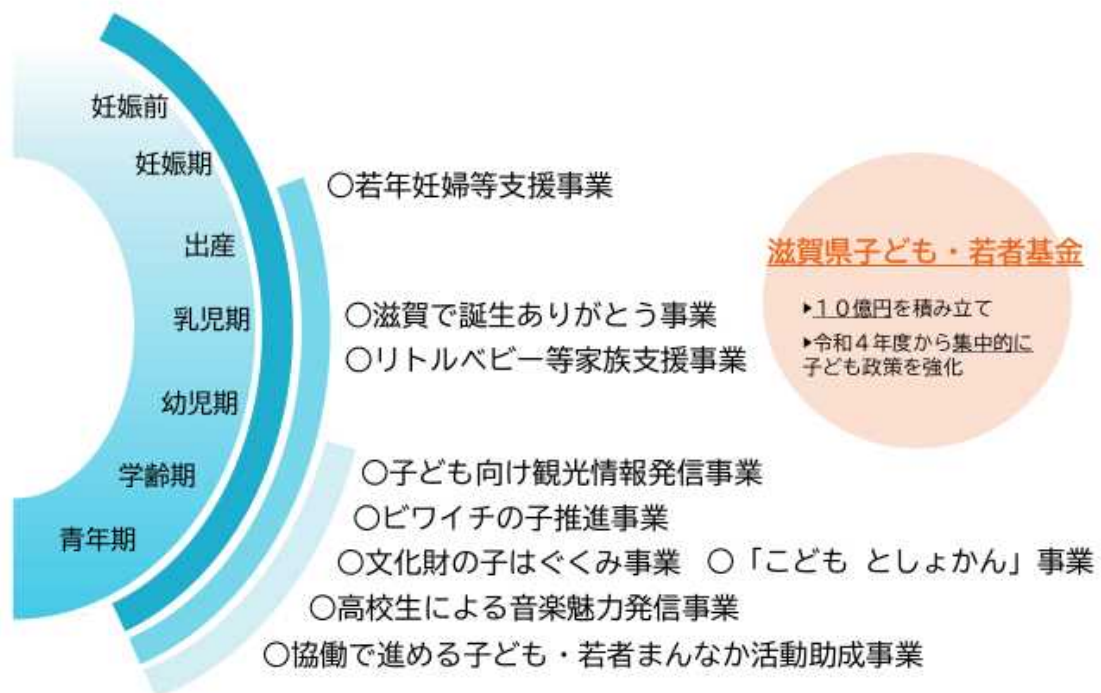 妊娠前
妊娠期
出産
乳児期
幼児期
学齢期
青年期
〇若年妊婦等支援事業
〇滋賀で誕生ありがとう事業
〇リトルベビー等家族支援事業
〇子ども向け観光情報発信事業
〇ビワイチの子推進事業
〇文化財の子はぐくみ事業 〇「こども としょかん」事業
〇高校生による音楽魅力発信事業
〇協働で進める子ども・若者まんなか活動助成事業
滋賀県子ども・若者基金
▶１０億円を積み立て
▶令和４年度から集中的に
子ども政策を強化